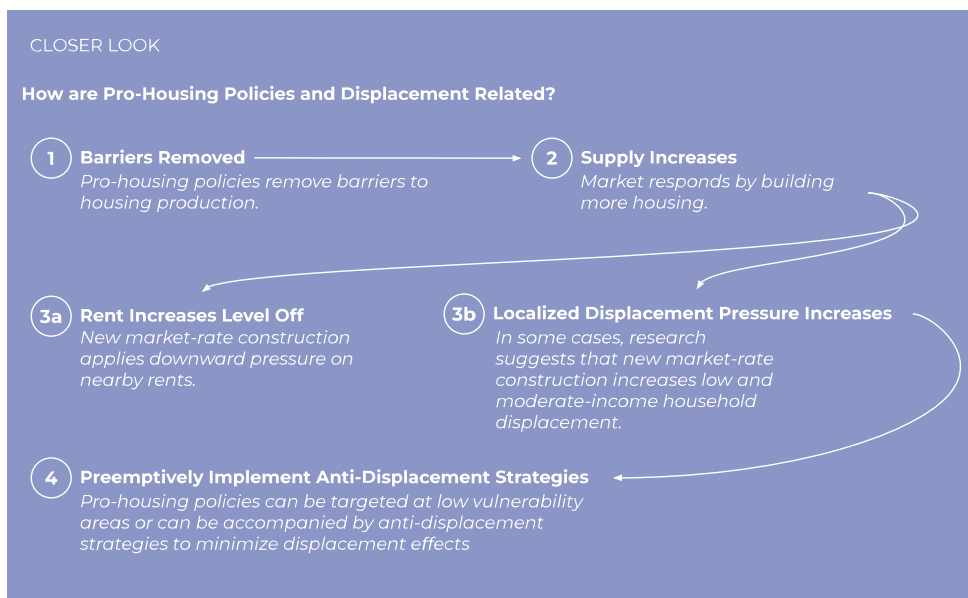 CLOSER LOOK
How are Pro-Housing Policies and Displacement Related?
1
Barriers Removed
Pro-housing policies remove barriers to
housing production.
2
Supply Increases
Market responds by building
more housing.
3a
Rent Increases Level Off
New market-rate construction
applies downward pressure on
nearby rents.
3b
Localized Displacement Pressure Increases
In some cases, research
suggests that new market-rate
construction increases low and
moderate-income household
displacement.
4
Preemptively Implement Anti-Displacement Strategies
Pro-housing policies can be targeted at low vulnerability
areas or can be accompanied by anti-displacement
strategies to minimize displacement effects